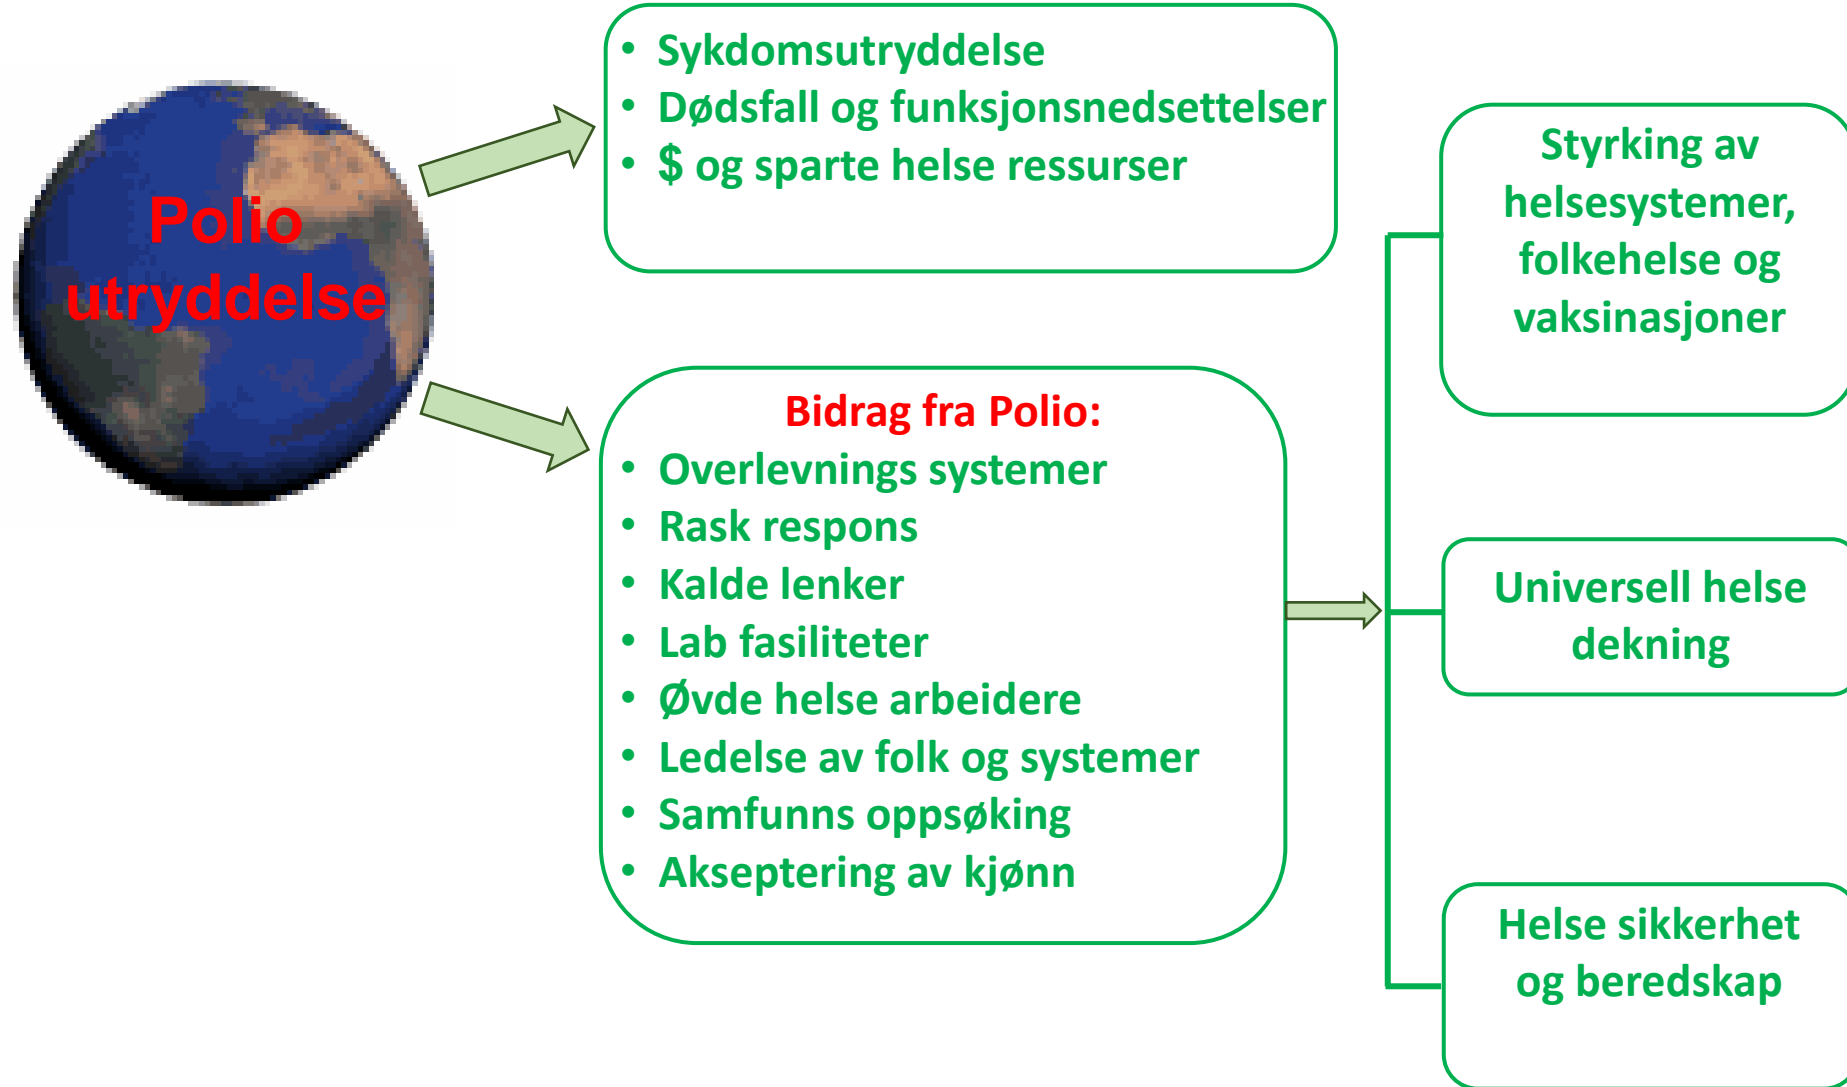 Polio
utryddelse
• Sykdomsutryddelse
• Dødsfall og funksjonsnedsettelser
• $ og sparte helse ressurser
Bidrag fra Polio:
• Overlevnings systemer
• Rask respons
• Kalde lenker
• Lab fasiliteter
• Øvde helse arbeidere
• Ledelse av folk og systemer
• Samfunns oppsøking
• Akseptering av kjønn
Styrking av
helsesystemer,
folkehelse og
vaksinasjoner
Universell helse
dekning
Helse sikkerhet
og beredskap